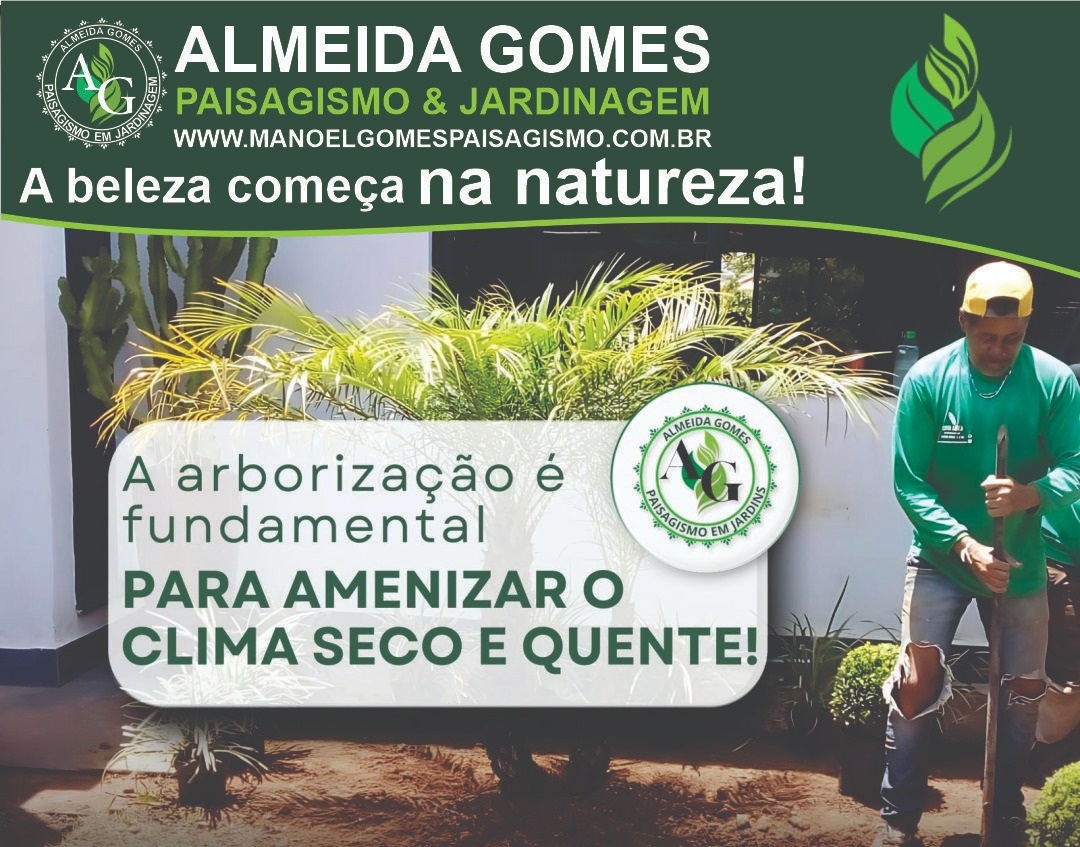 ALMEIDA GOMES
PAISAGISMO EM JARDINAGEM
AG
ALMEIDA GOMES
PAISAGISMO & JARDINAGEM
WWW.MANOELGOMESPAISAGISMO.COM.BR
A beleza começa na natureza!
ALMEIDA GOMES
AG
PAISAGISMO EM JARDINS
A arborização é
fundamental
PARA AMENIZAR O
CLIMA SECO E QUENTE!